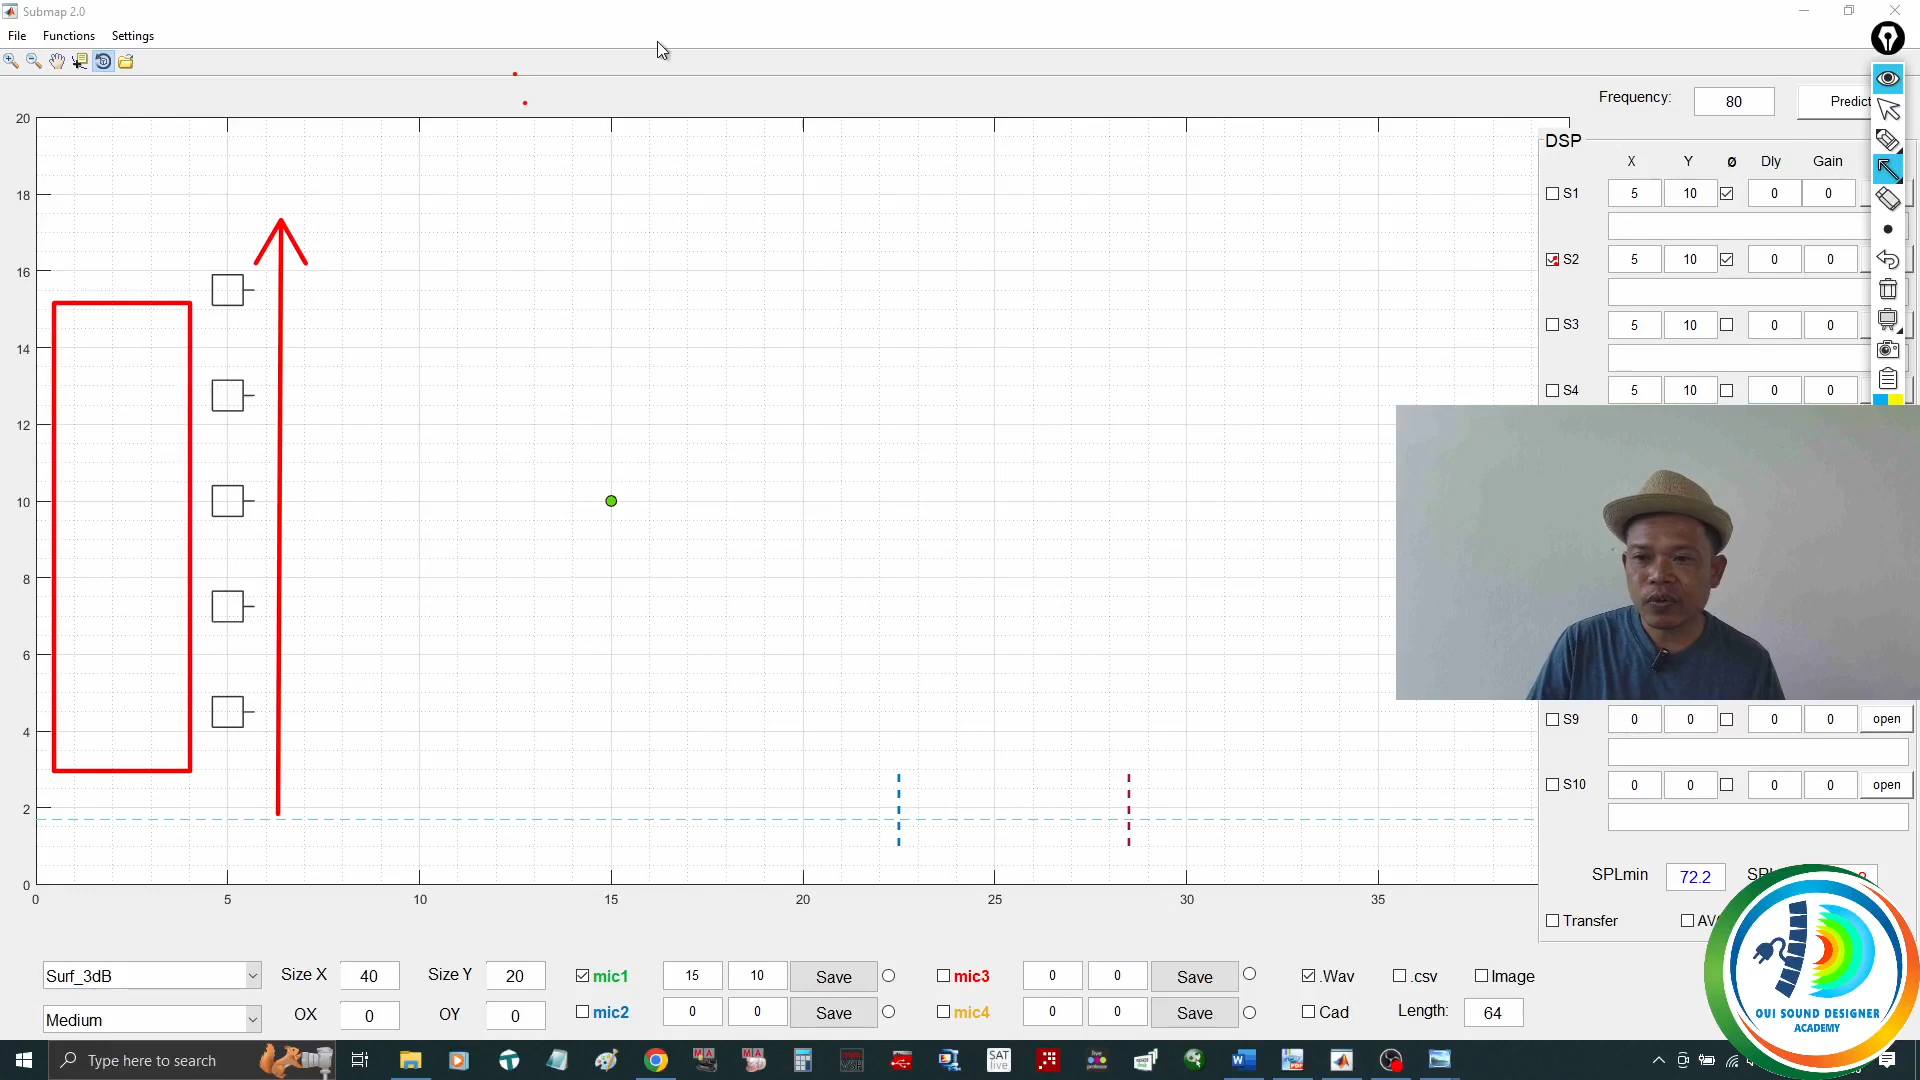 Submap 2.0
File Functions Settings
Frequency: 80 Predict
DSP
X Y ø Dly Gain
S1 5 10 0 0
S2 5 10 0 0
S3 5 10 0 0
S4 5 10 0 0
S9 0 0 0 0 open
S10 0 0 0 0 open
20
18
16
14
12
10
8
6
4
2
0
0 5 10 15 20 25 30 35
SPLmin 72.2
Transfer
Surf_3dB Size X 40 Size Y 20 mic1 15 10 Save mic3 0 0 Save .Wav .csv Image
Medium OX 0 OY 0 mic2 0 0 Save mic4 0 0 Save Cad Length: 64
OUI SOUND DESIGNER
ACADEMY
Type here to search
SAT
live